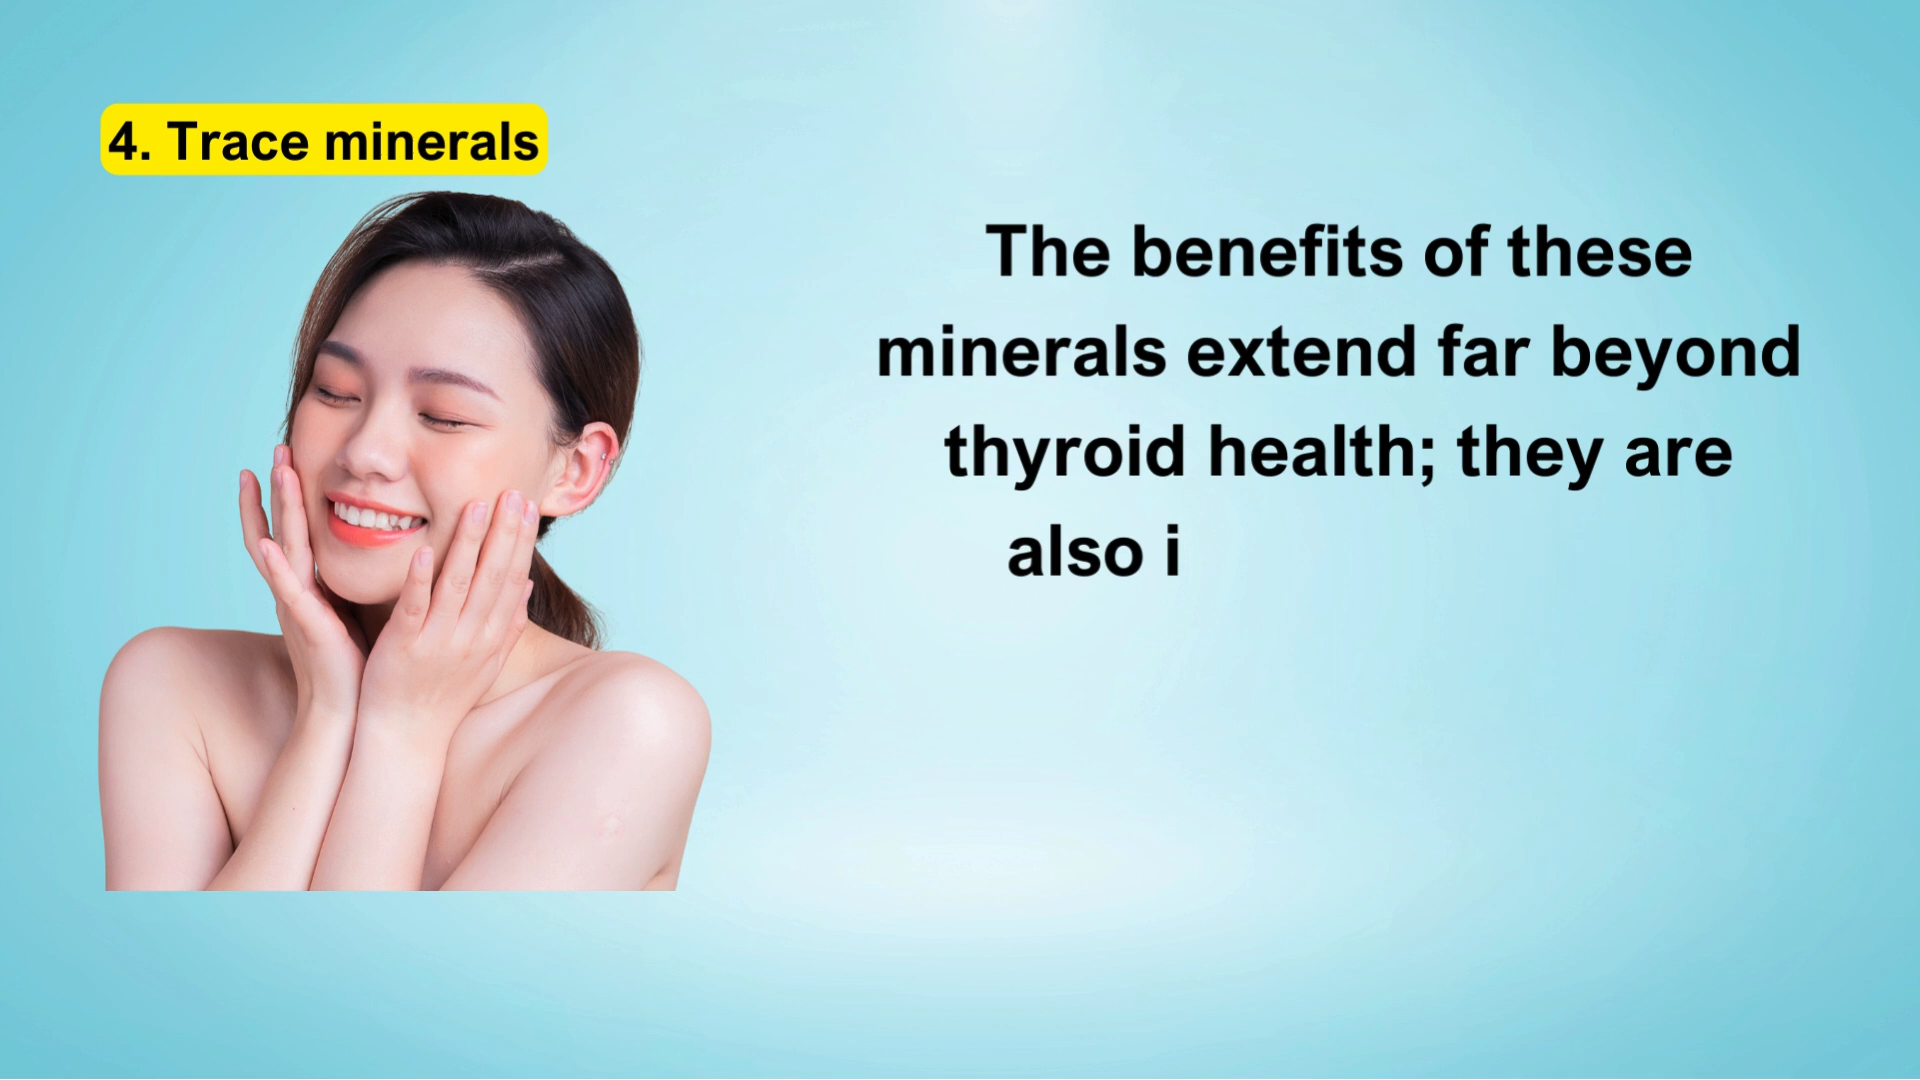 4. Trace minerals
The benefits of these
minerals extend far beyond
thyroid health; they are
also i